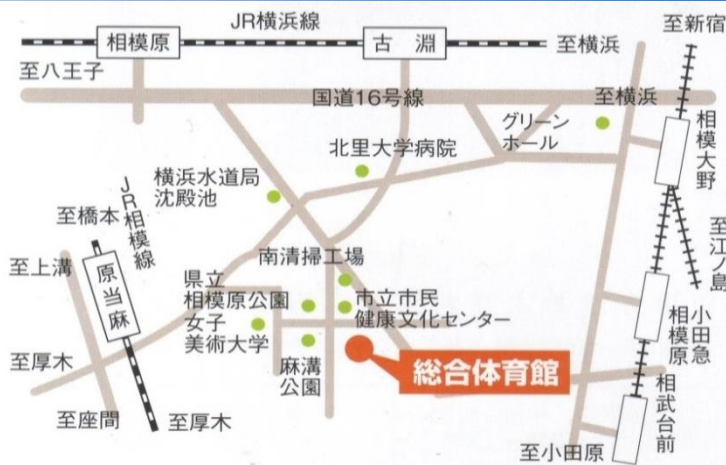 JR横浜線
相模原
古淵
至横浜
至新宿
至八王子
国道16号線
至横浜
グリーン
ホール
相模大野
北里大学病院
横浜水道局
沈殿池
JR相模線
至橋本
至上溝
原当麻
南清掃工場
至江ノ島
県立
相模原公園
女子
美術大学
市立市民
健康文化センター
小田急
相模原
麻溝
公園
総合体育館
至厚木
相武台前
至座間
至厚木
至小田原